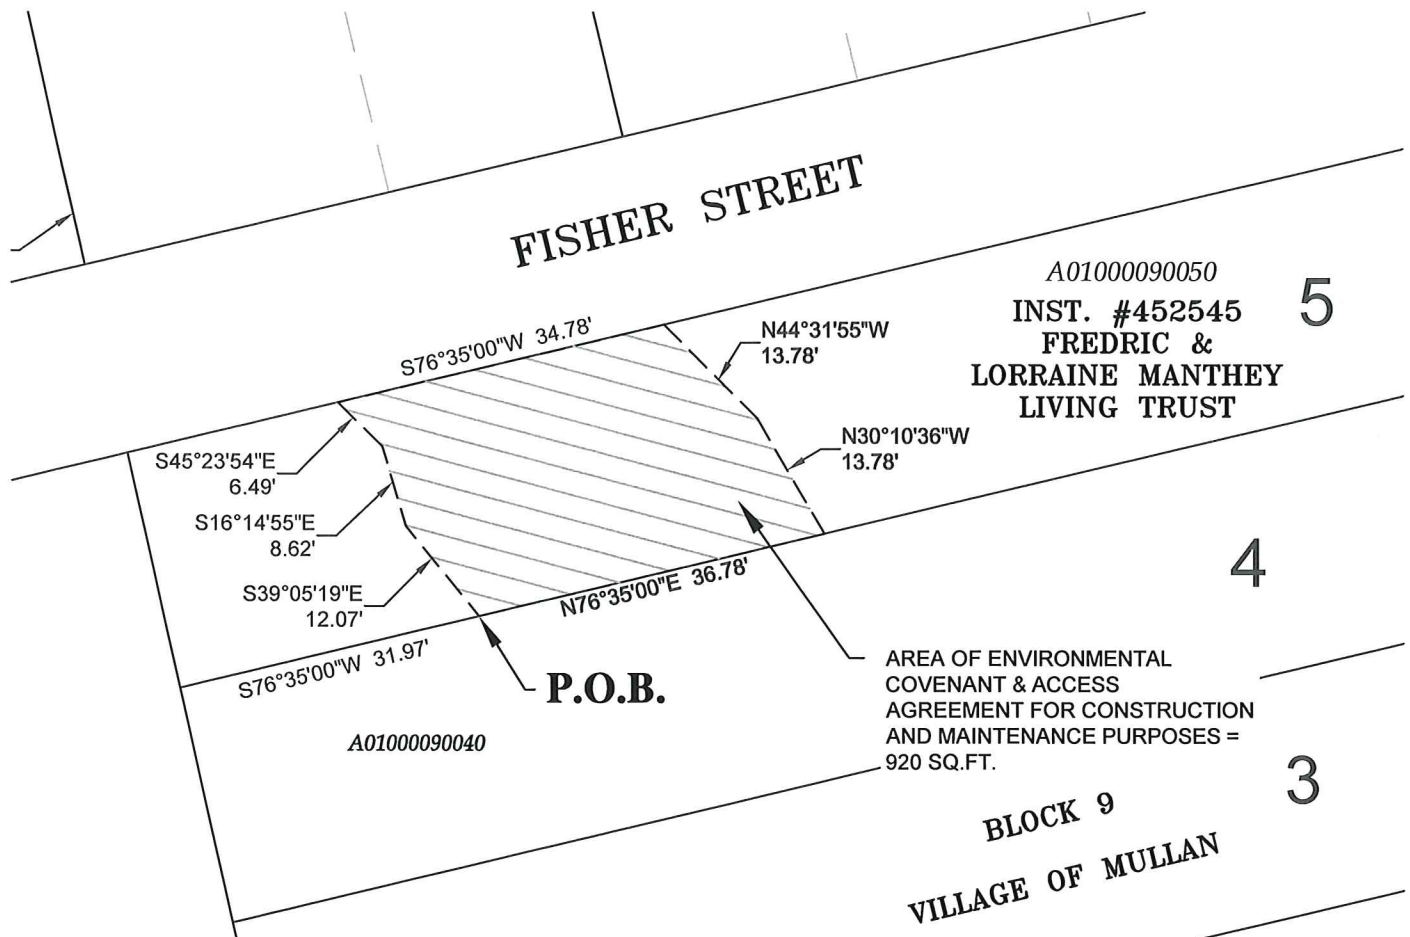 FISHER STREET
A01000090050
5
INST. #452545
FREDRIC &
LORRAINE MANTHEY
LIVING TRUST
S76°35'00"W 34.78'
N44°31'55"W
13.78'
N30°10'36"W
13.78'
S45°23'54"E
6.49'
S16°14'55"E
8.62'
S39°05'19"E
12.07'
N76°35'00"E 36.78'
4
S76°35'00"W 31.97'
P.O.B.
A01000090040
AREA OF ENVIRONMENTAL
COVENANT & ACCESS
AGREEMENT FOR CONSTRUCTION
AND MAINTENANCE PURPOSES =
920 SQ.FT.
3
BLOCK 9
VILLAGE OF MULLAN